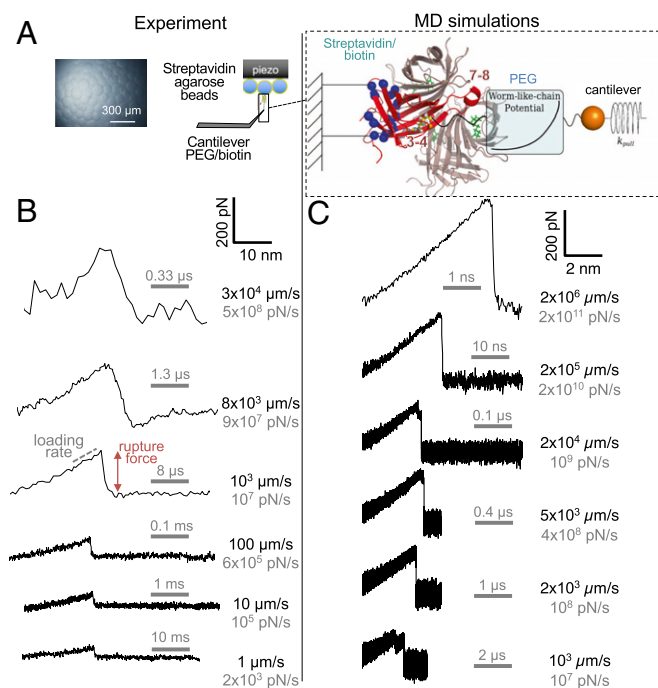 Experiment
MD simulations
A
Streptavidin
agarose
beads
piezo
300 µm
Cantilever
PEG/biotin
Streptavidin/
biotin
7-8
3-4
PEG
Worm-like-chain
Potential
cantilever
k_pull
B
200 pN
10 nm
0.33 µs
3x10⁴ µm/s
5x10⁸ pN/s
1.3 µs
8x10³ µm/s
9x10⁷ pN/s
loading
rate
rupture
force
8 µs
10³ µm/s
10⁷ pN/s
0.1 ms
100 µm/s
6x10⁵ pN/s
1 ms
10 µm/s
10⁵ pN/s
10 ms
1 µm/s
2x10³ pN/s
C
200 pN
2 nm
1 ns
2x10⁶ µm/s
2x10¹¹ pN/s
10 ns
2x10⁵ µm/s
2x10¹⁰ pN/s
0.1 µs
2x10⁴ µm/s
10⁹ pN/s
0.4 µs
5x10³ µm/s
4x10⁸ pN/s
1 µs
2x10³ µm/s
10⁸ pN/s
2 µs
10³ µm/s
10⁷ pN/s